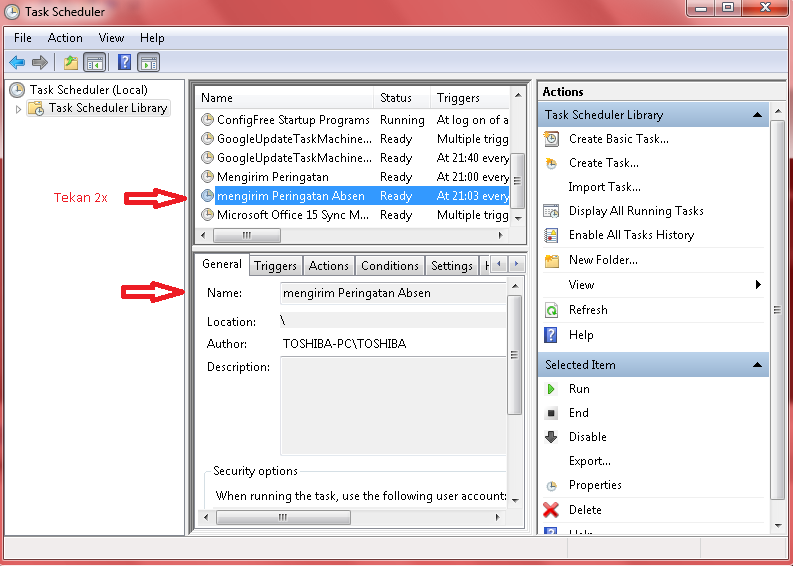 Task Scheduler
File Action View Help
Task Scheduler (Local)
Task Scheduler Library
Name Status Triggers
ConfigFree Startup Programs Running At log on of a
GoogleUpdateTaskMachine... Ready Multiple trigg
GoogleUpdateTaskMachine... Ready At 21:40 every
Mengirim Peringatan Ready At 21:00 every
Tekan 2x
mengirim Peringatan Absen Ready At 21:03 every
Microsoft Office 15 Sync M... Ready Multiple trigg
General Triggers Actions Conditions Settings H
Name: mengirim Peringatan Absen
Location: \
Author: TOSHIBA-PC\TOSHIBA
Description:
Security options
When running the task, use the following user account:
Actions
Task Scheduler Library
Create Basic Task...
Create Task...
Import Task...
Display All Running Tasks
Enable All Tasks History
New Folder...
View
Refresh
Help
Selected Item
Run
End
Disable
Export...
Properties
Delete
Help